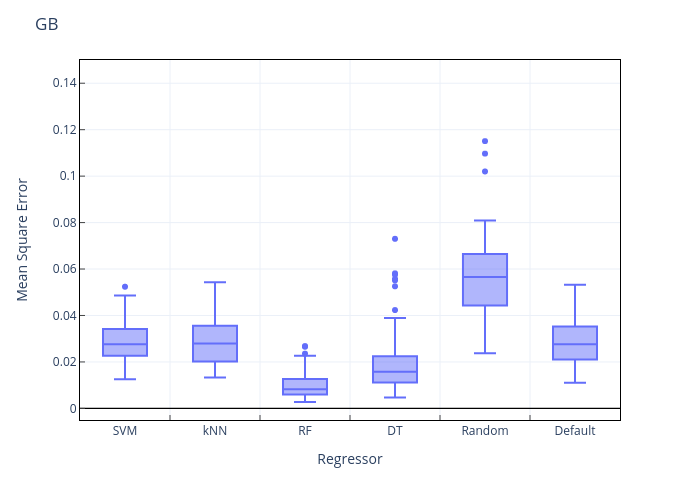 GB
Mean Square Error
0.14
0.12
0.1
0.08
0.06
0.04
0.02
0
SVM kNN RF DT Random Default
Regressor